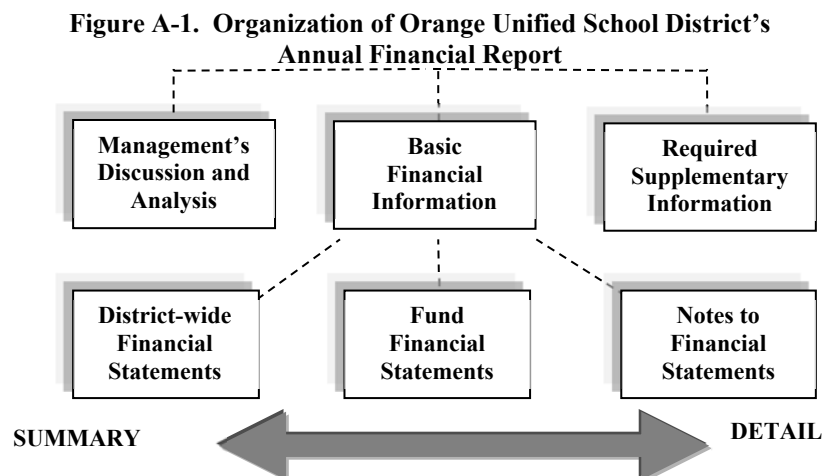 Figure A-1.  Organization of Orange Unified School District's
Annual Financial Report
Management's
Discussion and
Analysis
Basic
Financial
Information
Required
Supplementary
Information
District-wide
Financial
Statements
Fund
Financial
Statements
Notes to
Financial
Statements
SUMMARY
DETAIL